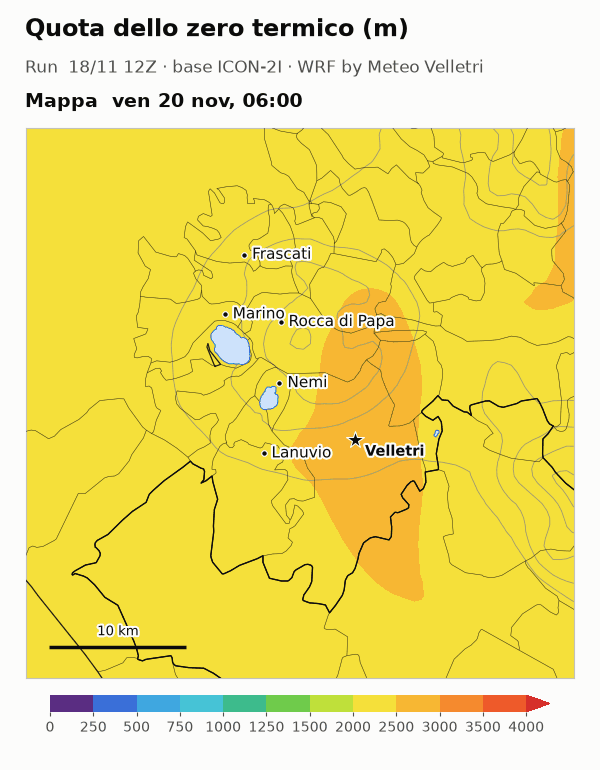 Quota dello zero termico (m)
Run  18/11 12Z · base ICON-2I · WRF by Meteo Velletri
Mappa  ven 20 nov, 06:00
Frascati
Marino
Rocca di Papa
Nemi
Velletri
Lanuvio
10 km
0 250 500 750 1000 1250 1500 2000 2500 3000 3500 4000